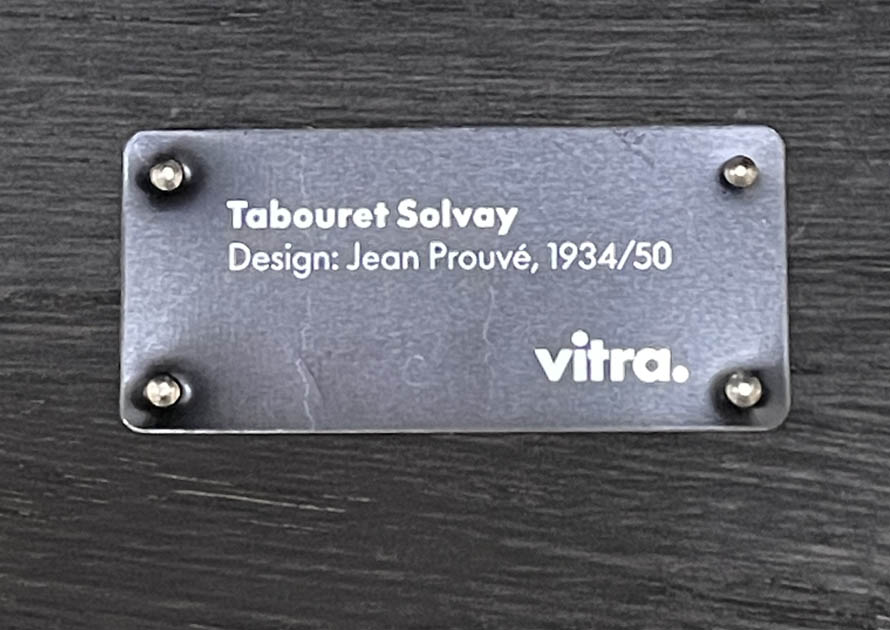 Tabouret Solvay
Design: Jean Prouvé, 1934/50
vitra.